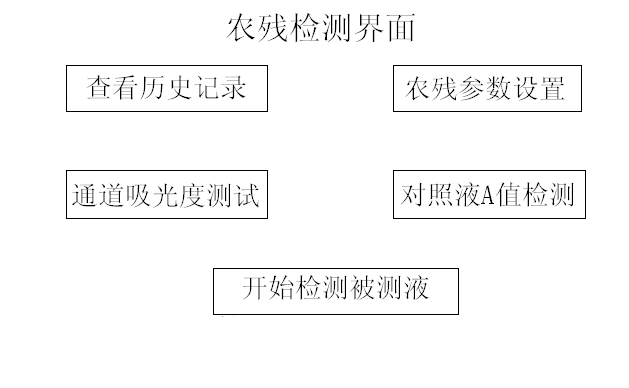 农残检测界面
查看历史记录
农残参数设置
通道吸光度测试
对照液A值检测
开始检测被测液